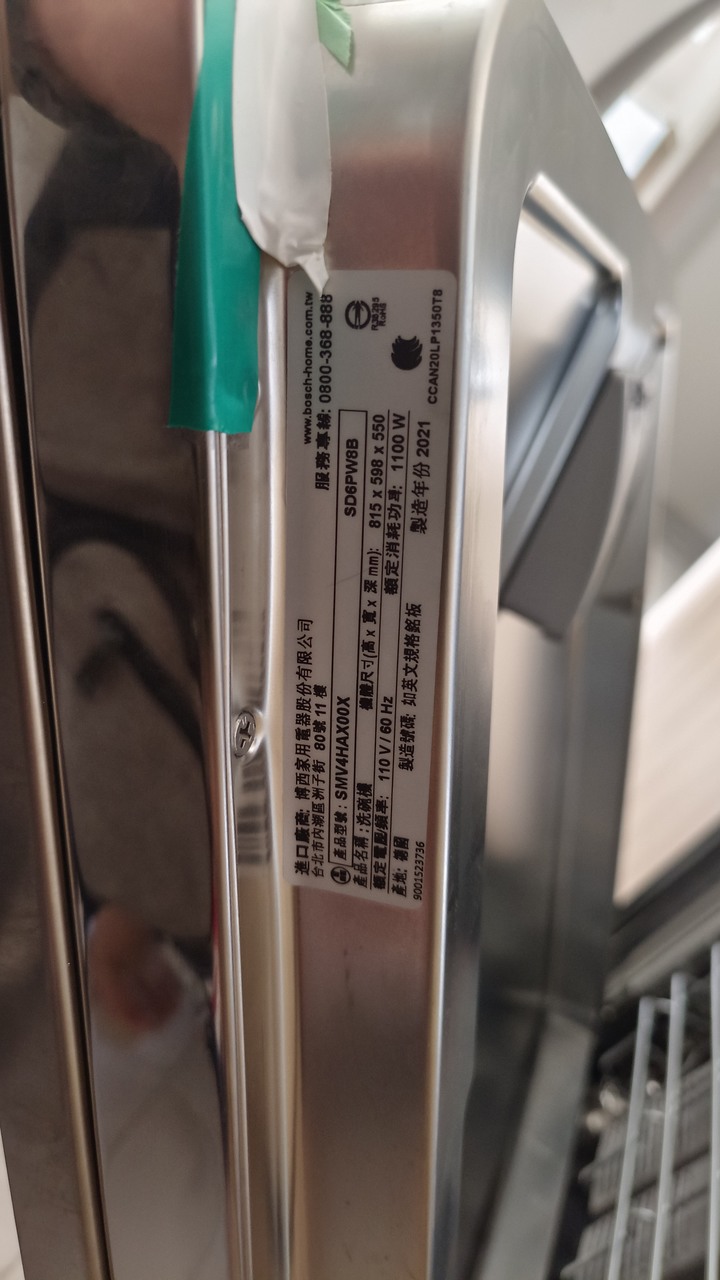 進口廠商: 博西家用電器股份有限公司
www.bosch-home.com.tw
台北市內湖區洲子街 80號 11 樓
服務專線: 0800-368-888
產品型號: SMV4HAX00X
SD6PW8B
產品名稱: 洗碗機
機體尺寸(高 x 寬 x 深 mm): 815 x 598 x 550
額定電壓/頻率: 110 V / 60 Hz
額定消耗功率: 1100 W
產地: 德國
製造號碼: 如英文規格銘板
製造年份 2021
9001523736
R38298
RoHS
CCAN20LP1350T8